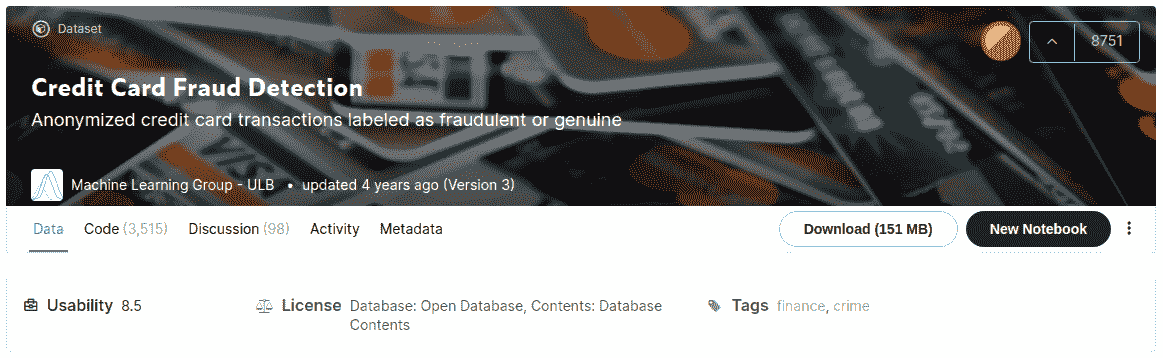 Dataset
8751
Credit Card Fraud Detection
Anonymized credit card transactions labeled as fraudulent or genuine
Machine Learning Group - ULB • updated 4 years ago (Version 3)
Data Code (3,515) Discussion (98) Activity Metadata Download (151 MB) New Notebook
Usability 8.5 License Database: Open Database, Contents: Database Tags finance, crime
Contents